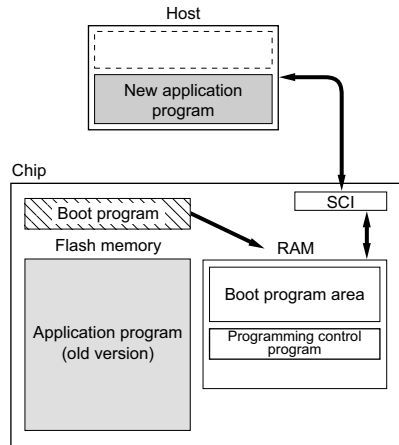 Host
New application
program
Chip
SCI
Boot program
Flash memory
RAM
Application program
(old version)
Boot program area
Programming control
program